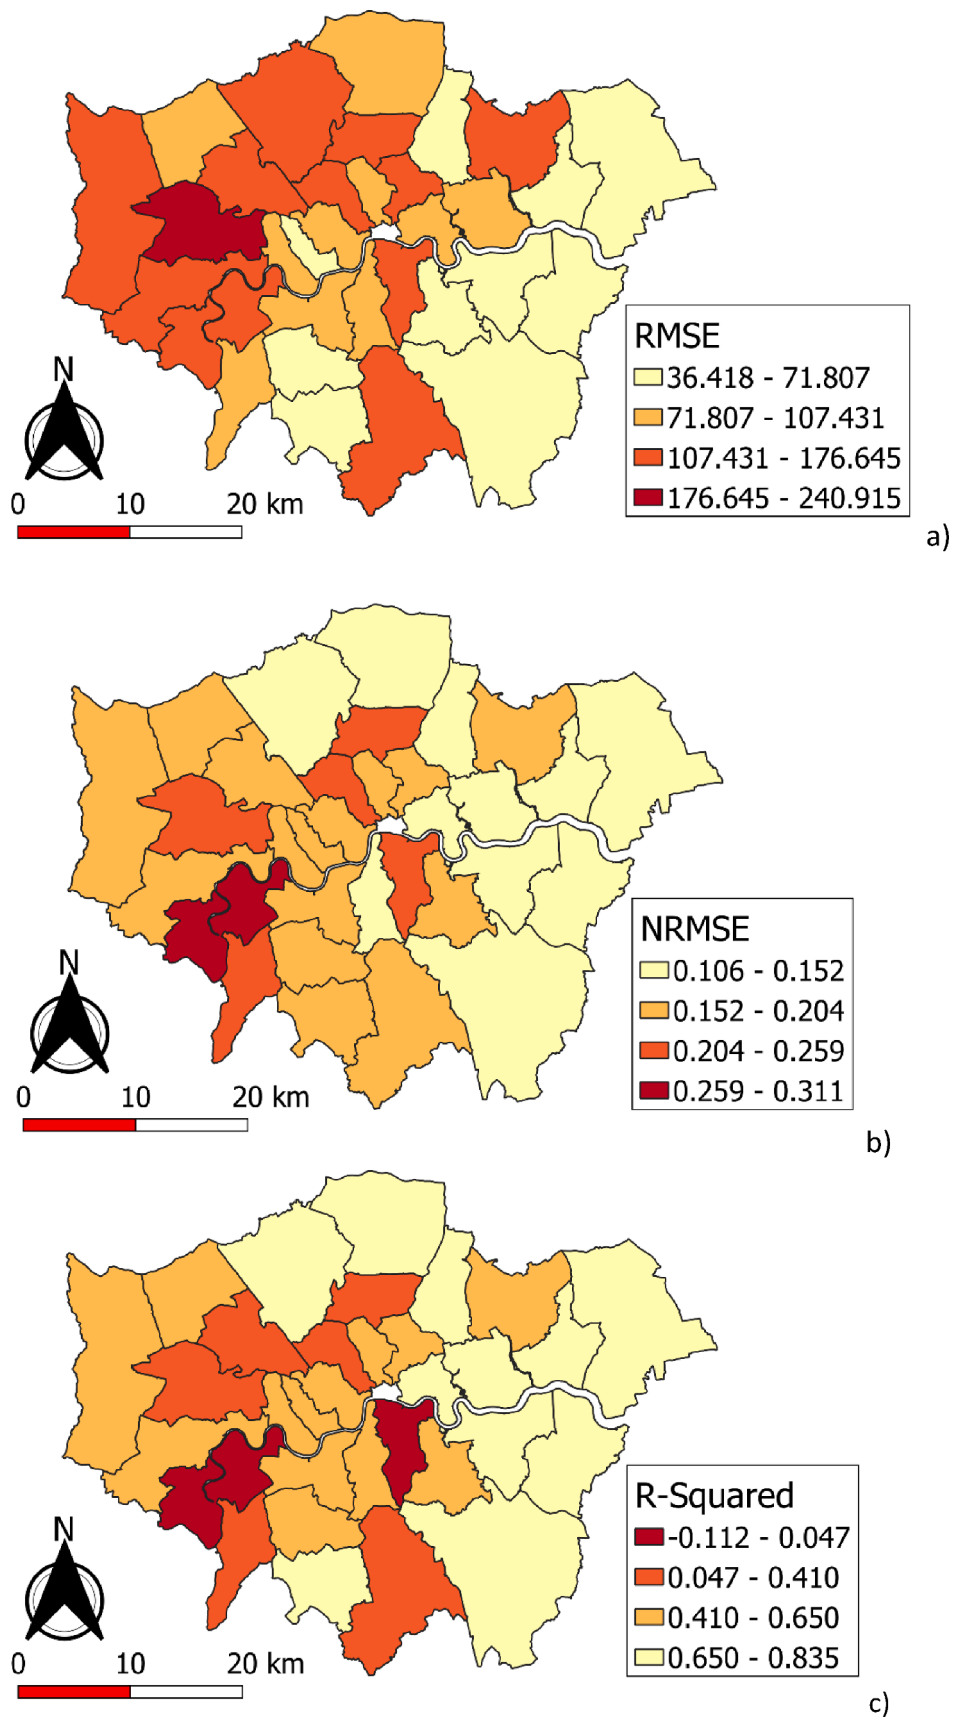 RMSE
36.418 - 71.807
71.807 - 107.431
107.431 - 176.645
176.645 - 240.915
N
0 10 20 km
a)
NRMSE
0.106 - 0.152
0.152 - 0.204
0.204 - 0.259
0.259 - 0.311
N
0 10 20 km
b)
R-Squared
-0.112 - 0.047
0.047 - 0.410
0.410 - 0.650
0.650 - 0.835
N
0 10 20 km
c)